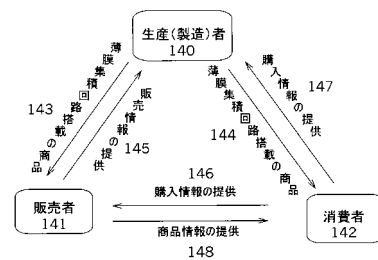 生産(製造)者
140
薄膜集積回路搭載の商品
143
販売情報の提供
145
薄膜集積回路搭載の商品
144
購入情報の提供
147
146
購入情報の提供
販売者
141
商品情報の提供
148
消費者
142